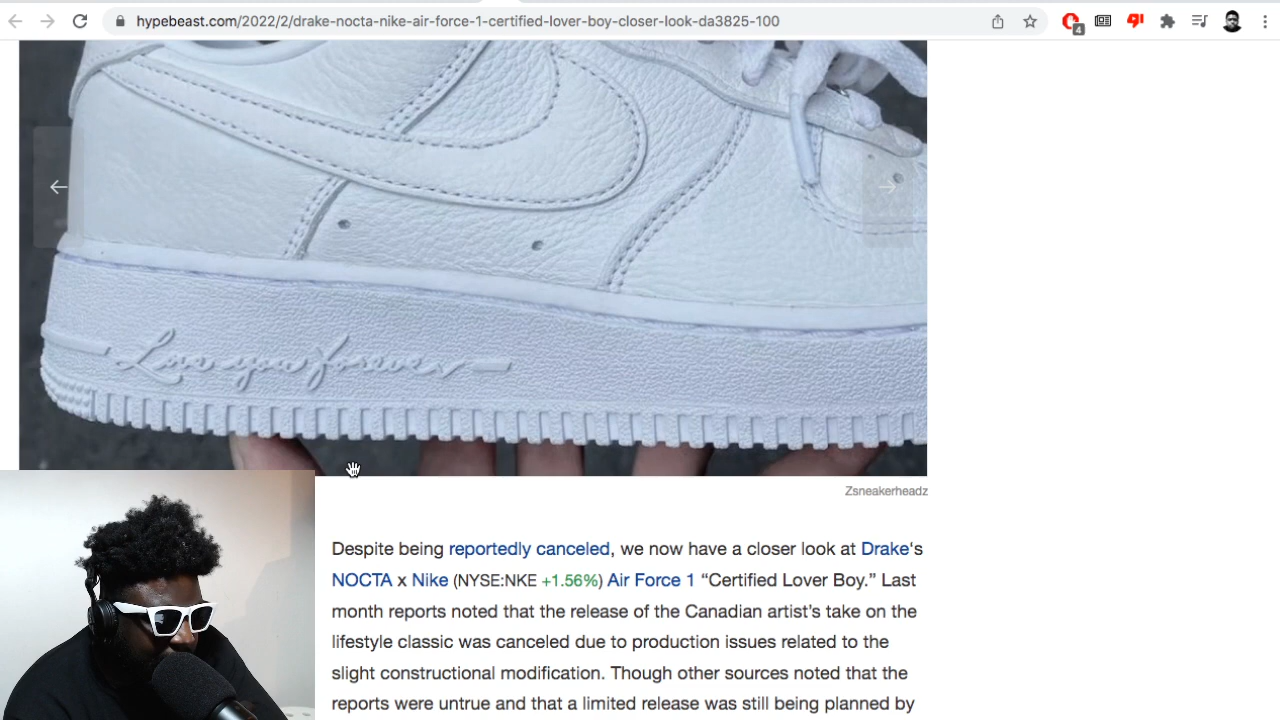 hypebeast.com/2022/2/drake-nocta-nike-air-force-1-certified-lover-boy-closer-look-da3825-100
4
Love you forever
Zsneakerheadz
Despite being reportedly canceled, we now have a closer look at Drake‘s
NOCTA x Nike (NYSE:NKE +1.56%) Air Force 1 “Certified Lover Boy.” Last
month reports noted that the release of the Canadian artist’s take on the
lifestyle classic was canceled due to production issues related to the
slight constructional modification. Though other sources noted that the
reports were untrue and that a limited release was still being planned by